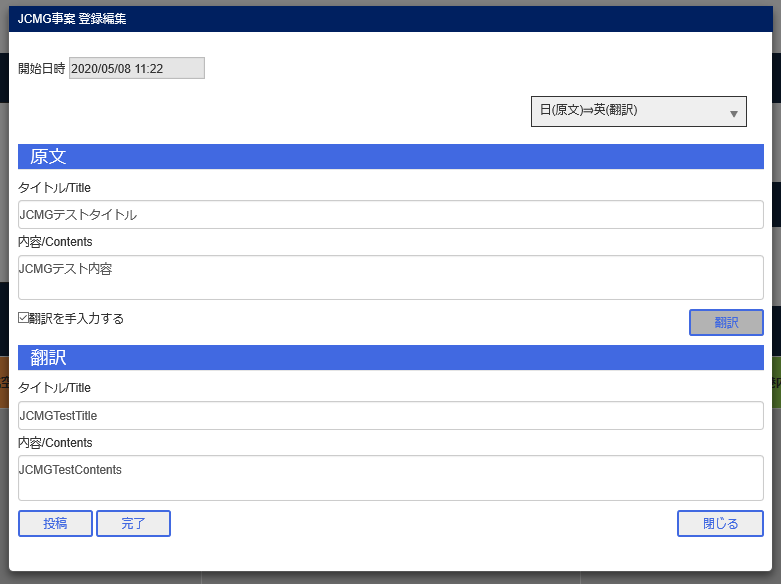 JCMG事案 登録編集
開始日時 2020/05/08 11:22
日(原文)⇒英(翻訳)
原文
タイトル/Title
JCMGテストタイトル
内容/Contents
JCMGテスト内容
翻訳を手入力する 翻訳
翻訳
タイトル/Title
JCMGTestTitle
内容/Contents
JCMGTestContents
投稿 完了 閉じる